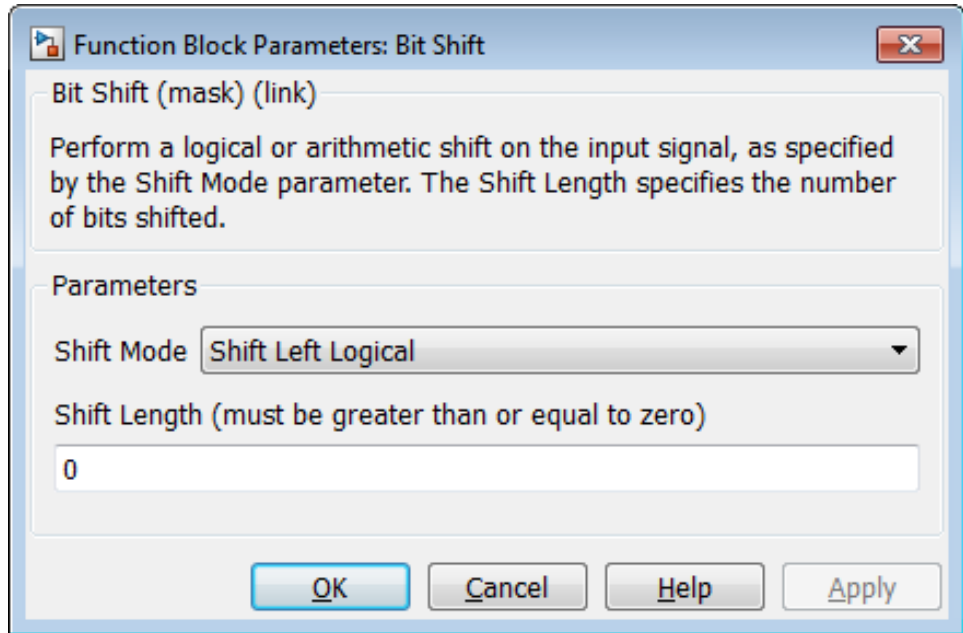 Function Block Parameters: Bit Shift
Bit Shift (mask) (link)
Perform a logical or arithmetic shift on the input signal, as specified
by the Shift Mode parameter. The Shift Length specifies the number
of bits shifted.
Parameters
Shift Mode Shift Left Logical
Shift Length (must be greater than or equal to zero)
0
OK Cancel Help Apply